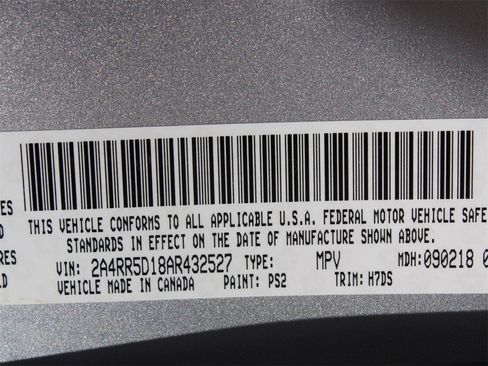 THIS VEHICLE CONFORMS TO ALL APPLICABLE U.S.A. FEDERAL MOTOR VEHICLE SAFE
STANDARDS IN EFFECT ON THE DATE OF MANUFACTURE SHOWN ABOVE.
VIN: 2A4RR5D18AR432527 TYPE: MPV MDH:090218 0
VEHICLE MADE IN CANADA PAINT: PS2 TRIM: H7DS